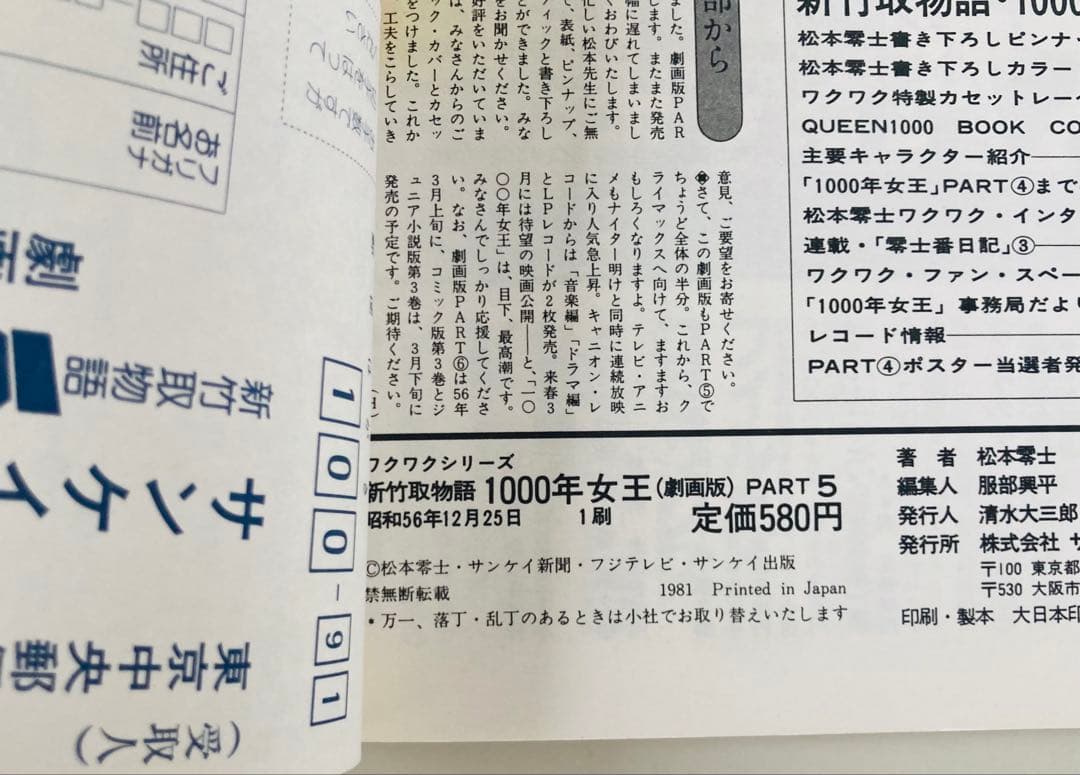 部から
ました。劇画版PAR
します。またまた発売
幅に遅れてしまいまし
くおわびいたします。
忙しい松本先生にご無
て、表紙、ピンナップ、
ティックと書き下ろし
とができました。みな
をお聞かせください。
好評をいただいていま
は、みなさんからのご
ック・カバーとカセッ
をつけました。これか
工夫をこらしていき
意見、ご要望をお寄せください。
さて、この劇画版もPART⑤で
ちょうど全体の半分。これから、ク
ライマックスへ向けて、ますますお
もしろくなりますよ。テレビ・アニ
メもナイター明けと同時に連続放映
に入り人気急上昇。キャニオン・レ
コードからは「音楽編」「ドラマ編」
とLPレコードが2枚発売。来春3
月には待望の映画公開――と、「一〇
〇〇年女王」は、目下、最高潮です。
みなさんでしっかり応援してくださ
い。なお、劇画版PART⑥は56年
3月上旬に、コミック版第3巻とジ
ュニア小説版第3巻は、3月下旬に
発売の予定です。ご期待ください。
新竹取物語・1000
松本零士書き下ろしピンナ
松本零士書き下ろしカラー
ワクワク特製カセットレー
QUEEN1000 BOOK CO
主要キャラクター紹介――
「1000年女王」PART④まで
松本零士ワクワク・インタ
連載・「零士番日記」③――
ワクワク・ファン・スペー
「1000年女王」事務局だより
レコード情報――
PART④ポスター当選者発
ワクワクシリーズ
新竹取物語 1000年女王(劇画版) PART5
昭和56年12月25日 1刷 定価580円
©松本零士・サンケイ新聞・フジテレビ・サンケイ出版
禁無断転載 1981 Printed in Japan
・万一、落丁・乱丁のあるときは小社でお取り替えいたします
著者 松本零士
編集人 服部興平
発行人 清水大三郎
発行所 株式会社 サ
〒100 東京都
〒530 大阪市
印刷・製本 大日本印
100-91
東京中央郵
(受取人)
サンケイ
新竹取物語
劇画
ご住所
フリガナ
お名前